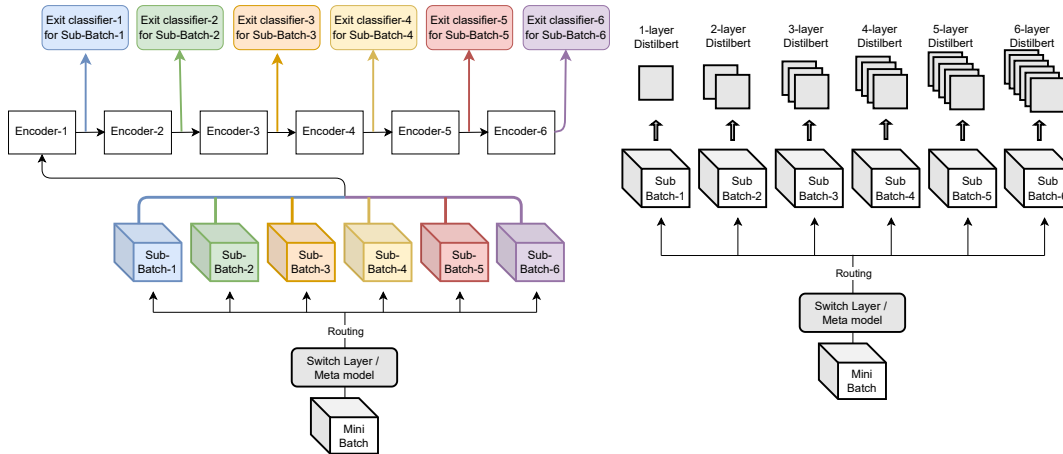 Exit classifier-1
for Sub-Batch-1
Exit classifier-2
for Sub-Batch-2
Exit classifier-3
for Sub-Batch-3
Exit classifier-4
for Sub-Batch-4
Exit classifier-5
for Sub-Batch-5
Exit classifier-6
for Sub-Batch-6
Encoder-1
Encoder-2
Encoder-3
Encoder-4
Encoder-5
Encoder-6
Sub-
Batch-1
Sub-
Batch-2
Sub-
Batch-3
Sub-
Batch-4
Sub-
Batch-5
Sub-
Batch-6
Routing
Switch Layer /
Meta model
Mini
Batch
1-layer
Distilbert
2-layer
Distilbert
3-layer
Distilbert
4-layer
Distilbert
5-layer
Distilbert
6-layer
Distilbert
Sub
Batch-1
Sub
Batch-2
Sub
Batch-3
Sub
Batch-4
Sub
Batch-5
Sub
Batch-6
Routing
Switch Layer /
Meta model
Mini
Batch